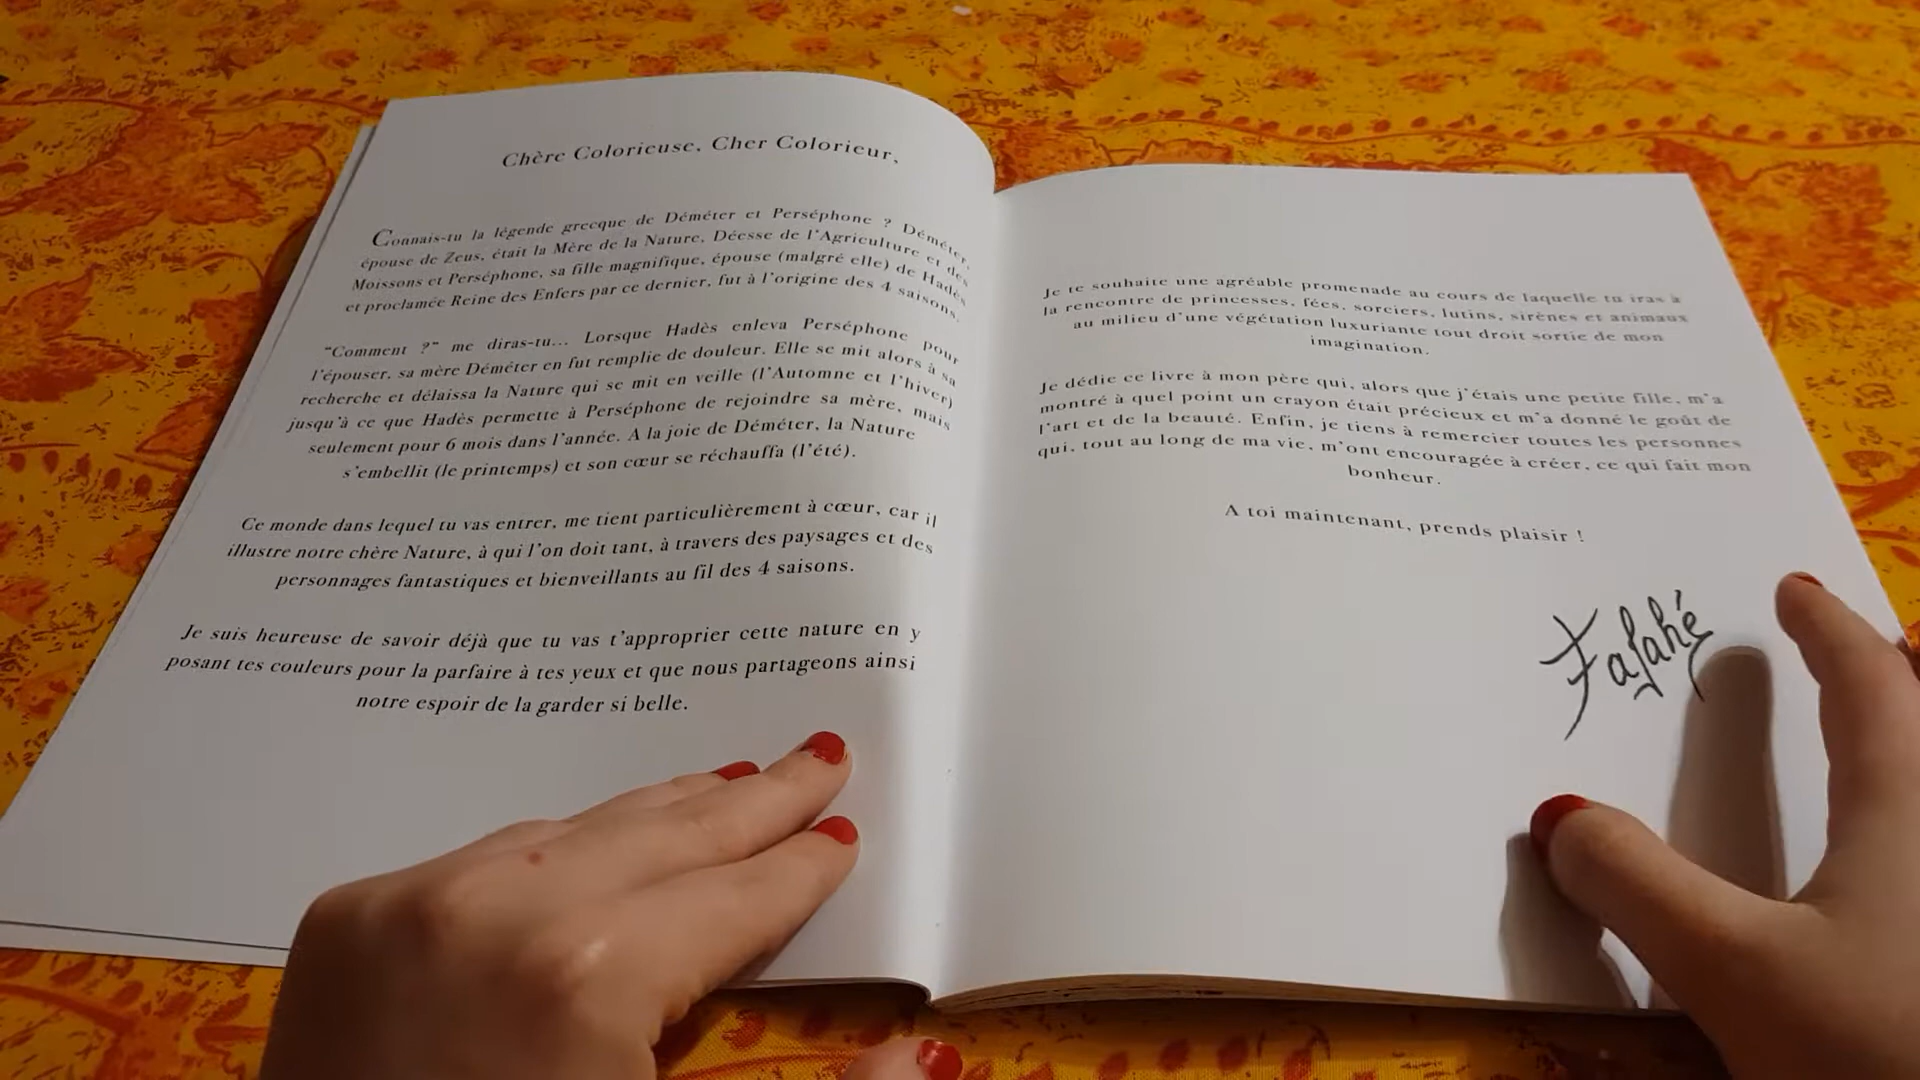 Chère Colorieuse, Cher Colorieur,
Connais-tu la légende grecque de Déméter et Perséphone ? Déméter,
épouse de Zeus, était la Mère de la Nature, Déesse de l'Agriculture et des
Moissons et Perséphone, sa fille magnifique, épouse (malgré elle) de Hadès
et proclamée Reine des Enfers par ce dernier, fut à l'origine des 4 saisons.
"Comment ?" me diras-tu... Lorsque Hadès enleva Perséphone pour
l'épouser, sa mère Déméter en fut remplie de douleur. Elle se mit alors à sa
recherche et délaissa la Nature qui se mit en veille (l'Automne et l'hiver)
jusqu'à ce que Hadès permette à Perséphone de rejoindre sa mère, mais
seulement pour 6 mois dans l'année. A la joie de Déméter, la Nature
s'embellit (le printemps) et son cœur se réchauffa (l'été).
Ce monde dans lequel tu vas entrer, me tient particulièrement à cœur, car il
illustre notre chère Nature, à qui l'on doit tant, à travers des paysages et des
personnages fantastiques et bienveillants au fil des 4 saisons.
Je suis heureuse de savoir déjà que tu vas t'approprier cette nature en y
posant tes couleurs pour la parfaire à tes yeux et que nous partageons ainsi
notre espoir de la garder si belle.
Je te souhaite une agréable promenade au cours de laquelle tu iras à
la rencontre de princesses, fées, sorciers, lutins, sirènes et animaux
au milieu d'une végétation luxuriante tout droit sortie de mon
imagination.
Je dédie ce livre à mon père qui, alors que j'étais une petite fille, m'a
montré à quel point un crayon était précieux et m'a donné le goût de
l'art et de la beauté. Enfin, je tiens à remercier toutes les personnes
qui, tout au long de ma vie, m'ont encouragée à créer, ce qui fait mon
bonheur.
A toi maintenant, prends plaisir !